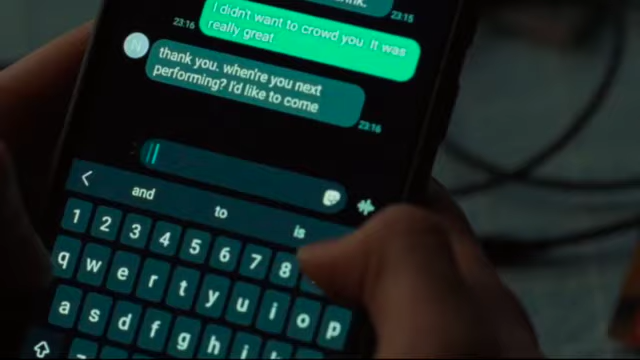 23:15
I didn't want to crowd you. It was
really great
23:16
N
thank you. when're you next
performing? I'd like to come
23:16
and to is
1 2 3 4 5 6 7 8
q w e r t y u i o p
a s d f g h j